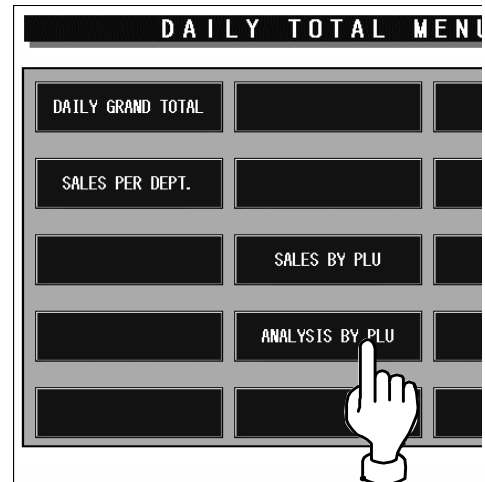 DAILY TOTAL MENU
DAILY GRAND TOTAL
SALES PER DEPT.
SALES BY PLU
ANALYSIS BY PLU